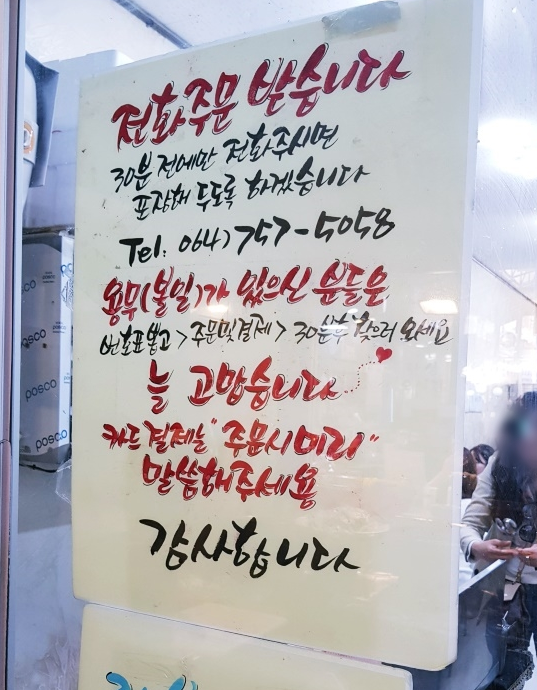 전화주문 받습니다
30분 전에만 전화주시면
포장해 두도록 하겠습니다
Tel: 064) 757-5058
용무(볼일)가 있으신 분들은
번호표뽑고 > 주문및결제 > 30분후 찾으러 오세요
늘 고맙습니다
카드결제는 "주문시 미리"
말씀해주세용
감사합니다
posco
posco
posco
posco